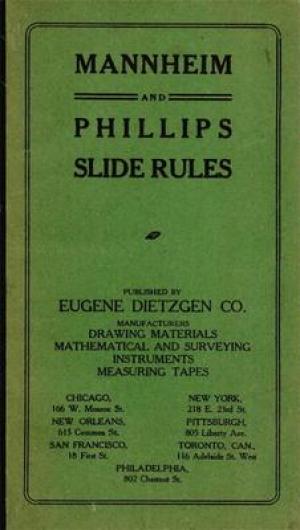 MANNHEIM
AND
PHILLIPS
SLIDE RULES
PUBLISHED BY
EUGENE DIETZGEN CO.
MANUFACTURERS
DRAWING MATERIALS
MATHEMATICAL AND SURVEYING
INSTRUMENTS
MEASURING TAPES
CHICAGO,
166 W. Monroe St.
NEW YORK,
218 E. 23rd St.
NEW ORLEANS,
615 Common St.
PITTSBURGH,
805 Liberty Ave.
SAN FRANCISCO,
18 First St.
TORONTO, CAN.,
116 Adelaide St. West
PHILADELPHIA,
802 Chestnut St.